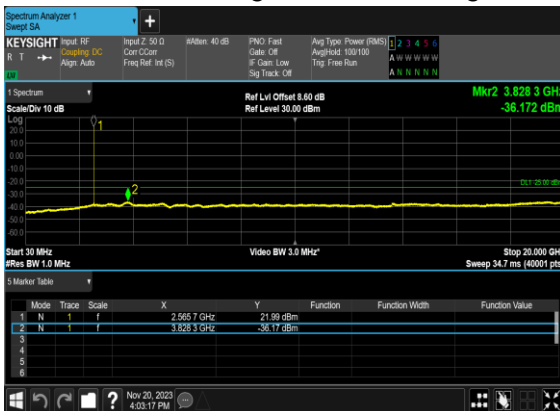 Spectrum Analyzer 1
Swept SA
KEYSIGHT
R T
LV
Input: RF
Coupling: DC
Align: Auto
Input Z: 50 Ω
Corr CCorr
Freq Ref: Int (S)
#Atten: 40 dB
PNO: Fast
Gate: Off
IF Gain: Low
Sig Track: Off
Avg Type: Power (RMS)
Avg|Hold: 100/100
Trig: Free Run
1 2 3 4 5 6
A W W W W W
A N N N N N
1 Spectrum
Scale/Div 10 dB
Ref Lvl Offset 8.60 dB
Ref Level 30.00 dBm
Mkr2 3.828 3 GHz
-36.172 dBm
Log
20.0
10.0
0.00
-10.0
-20.0
-30.0
-40.0
-50.0
-60.0
1
2
DL1 -25.00 dBm
Start 30 MHz
#Res BW 1.0 MHz
Video BW 3.0 MHz*
Stop 20.000 GH
Sweep 34.7 ms (40001 pts
5 Marker Table
Mode Trace Scale X Y Function Function Width Function Value
1 N 1 f 2.565 7 GHz 21.99 dBm
2 N 1 f 3.828 3 GHz -36.17 dBm
3
4
5
6
?
Nov 20, 2023
4:03:17 PM